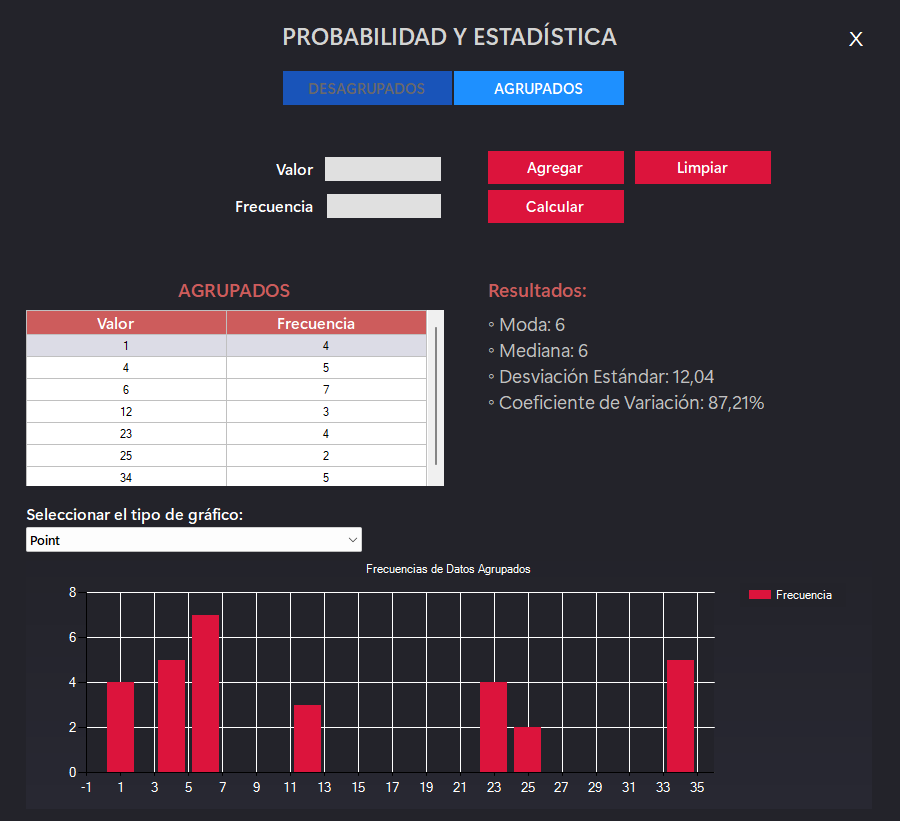 PROBABILIDAD Y ESTADÍSTICA
X
DESAGRUPADOS AGRUPADOS
Valor Agregar Limpiar
Frecuencia Calcular
AGRUPADOS
Valor Frecuencia
1 4
4 5
6 7
12 3
23 4
25 2
34 5
Resultados:
◦ Moda: 6
◦ Mediana: 6
◦ Desviación Estándar: 12,04
◦ Coeficiente de Variación: 87,21%
Seleccionar el tipo de gráfico:
Point
Frecuencias de Datos Agrupados
Frecuencia
8
6
4
2
0
-1 1 3 5 7 9 11 13 15 17 19 21 23 25 27 29 31 33 35